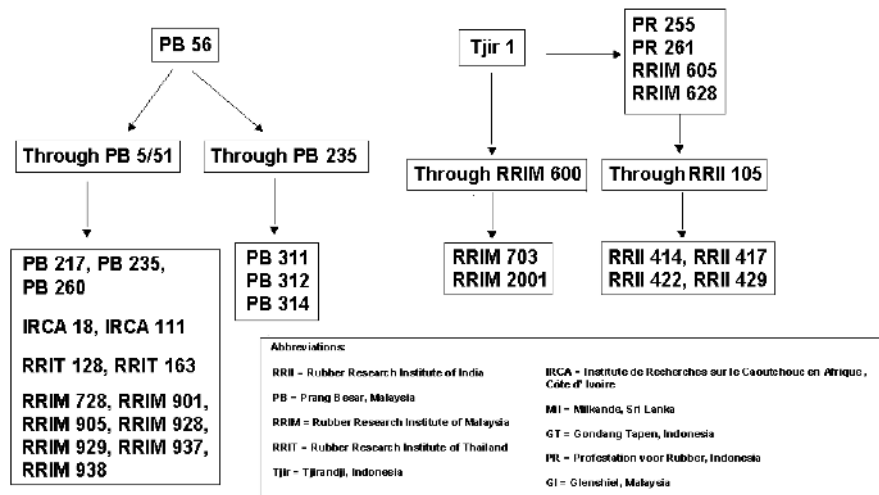 PB 56
Through PB 5/51
Through PB 235
PB 217, PB 235,
PB 260
IRCA 18, IRCA 111
RRIT 128, RRIT 163
RRIM 728, RRIM 901,
RRIM 905, RRIM 928,
RRIM 929, RRIM 937,
RRIM 938
PB 311
PB 312
PB 314
Tjir 1
PR 255
PR 261
RRIM 605
RRIM 628
Through RRIM 600
Through RRII 105
RRIM 703
RRIM 2001
RRII 414, RRII 417
RRII 422, RRII 429
Abbreviations:
RRII – Rubber Research Institute of India
PB – Prang Besar, Malaysia
RRIM = Rubber Research Institute of Malaysia
RRIT – Rubber Research Institute of Thailand
Tjir – Tjirandji, Indonesia
IRCA – Institute de Recherches sur le Caoutchouc en Afrique,
Côte d' Ivoire
Mil – Milkande, Sri Lanka
GT = Gondang Tapen, Indonesia
PR – Profestation voor Rubber, Indonesia
Gl = Glenshiel, Malaysia